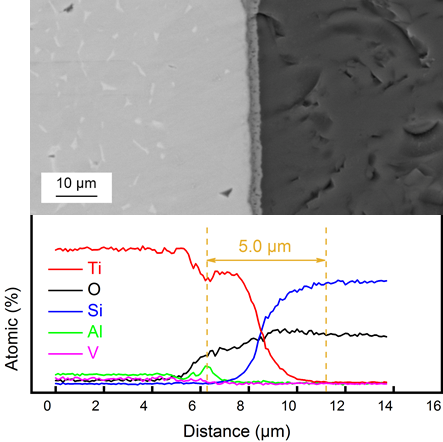 10 μm
5.0 μm
Ti
O
Si
Al
V
Atomic (%)
0 2 4 6 8 10 12 14 16
Distance (μm)